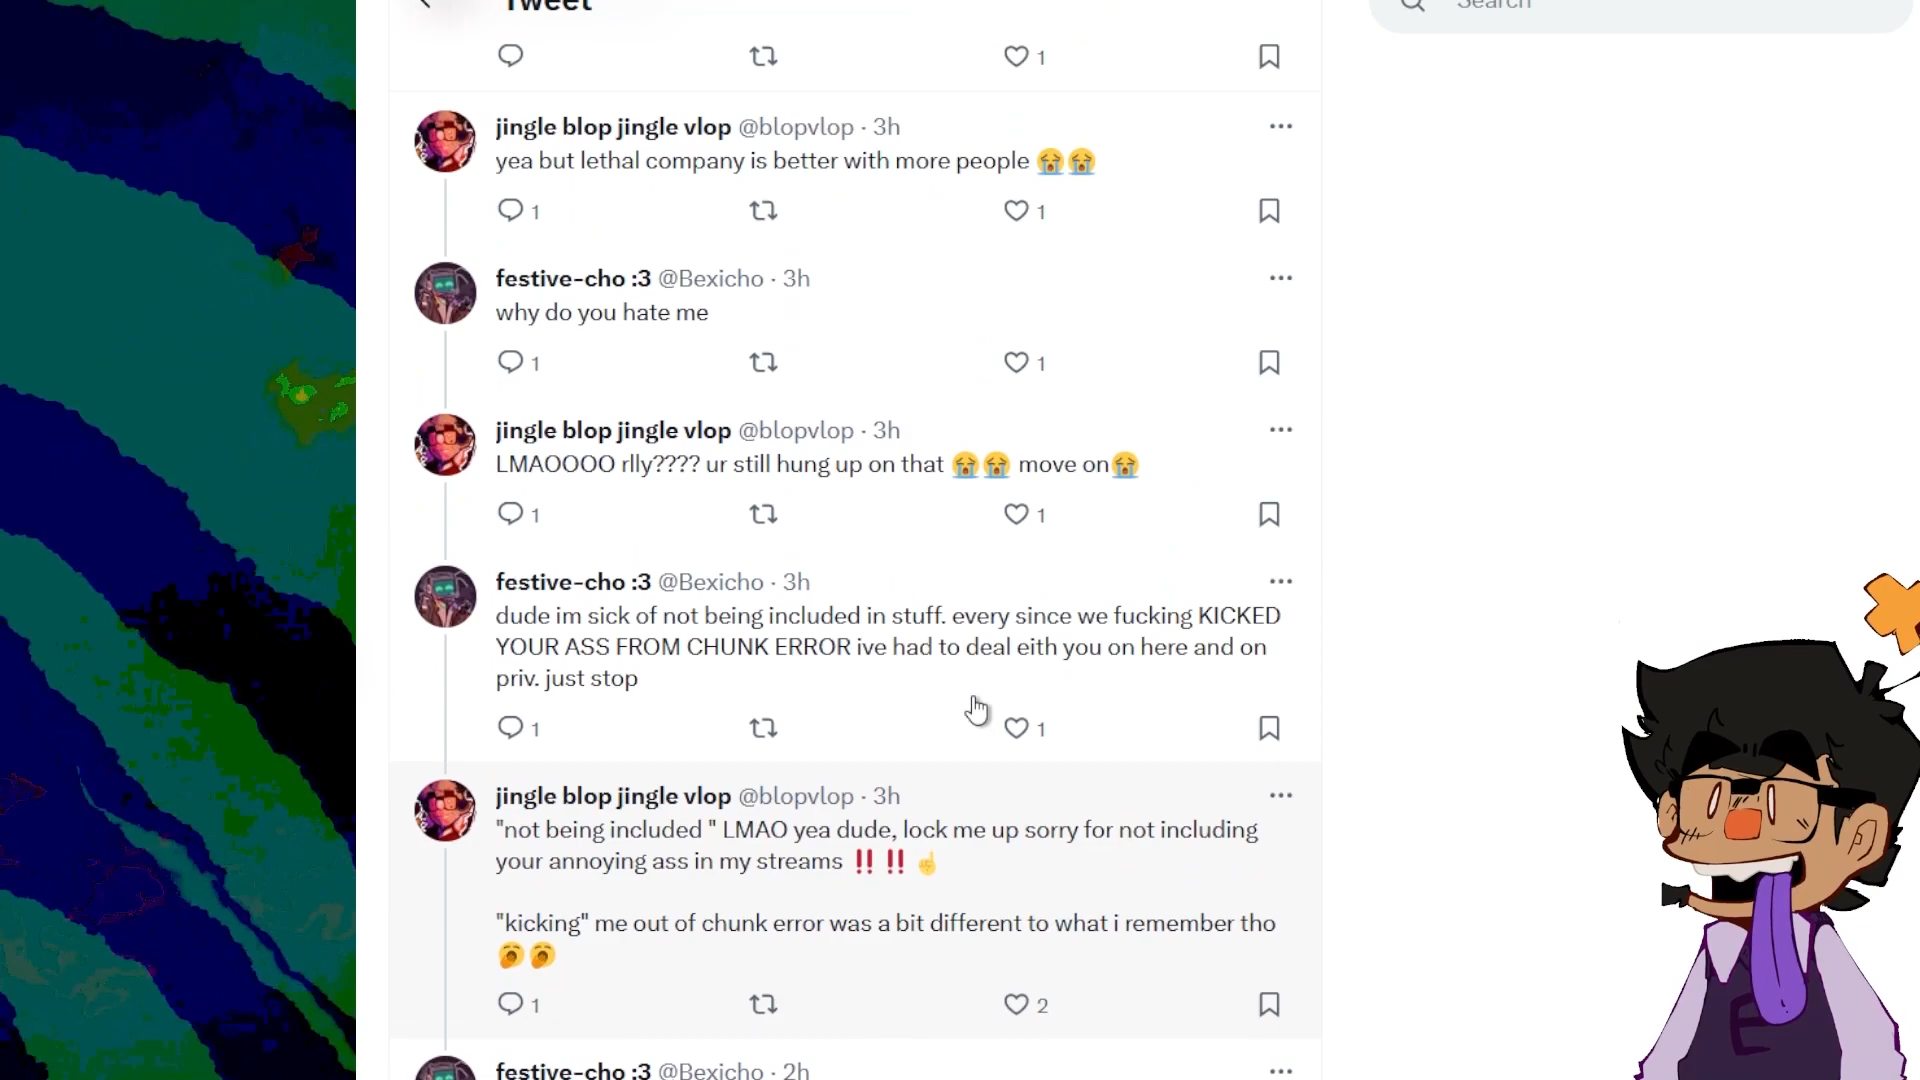 Tweet
Search
1
jingle blop jingle vlop @blopvlop · 3h
yea but lethal company is better with more people 😭😭
1 1
festive-cho :3 @Bexicho · 3h
why do you hate me
1 1
jingle blop jingle vlop @blopvlop · 3h
LMAOOOO rlly???? ur still hung up on that 😭😭 move on😭
1 1
festive-cho :3 @Bexicho · 3h
dude im sick of not being included in stuff. every since we fucking KICKED
YOUR ASS FROM CHUNK ERROR ive had to deal eith you on here and on
priv. just stop
1 1
jingle blop jingle vlop @blopvlop · 3h
"not being included " LMAO yea dude, lock me up sorry for not including
your annoying ass in my streams ‼️ ‼️ ☝️
"kicking" me out of chunk error was a bit different to what i remember tho
🥱🥱
1 2
festive-cho :3 @Bexicho · 2h
E